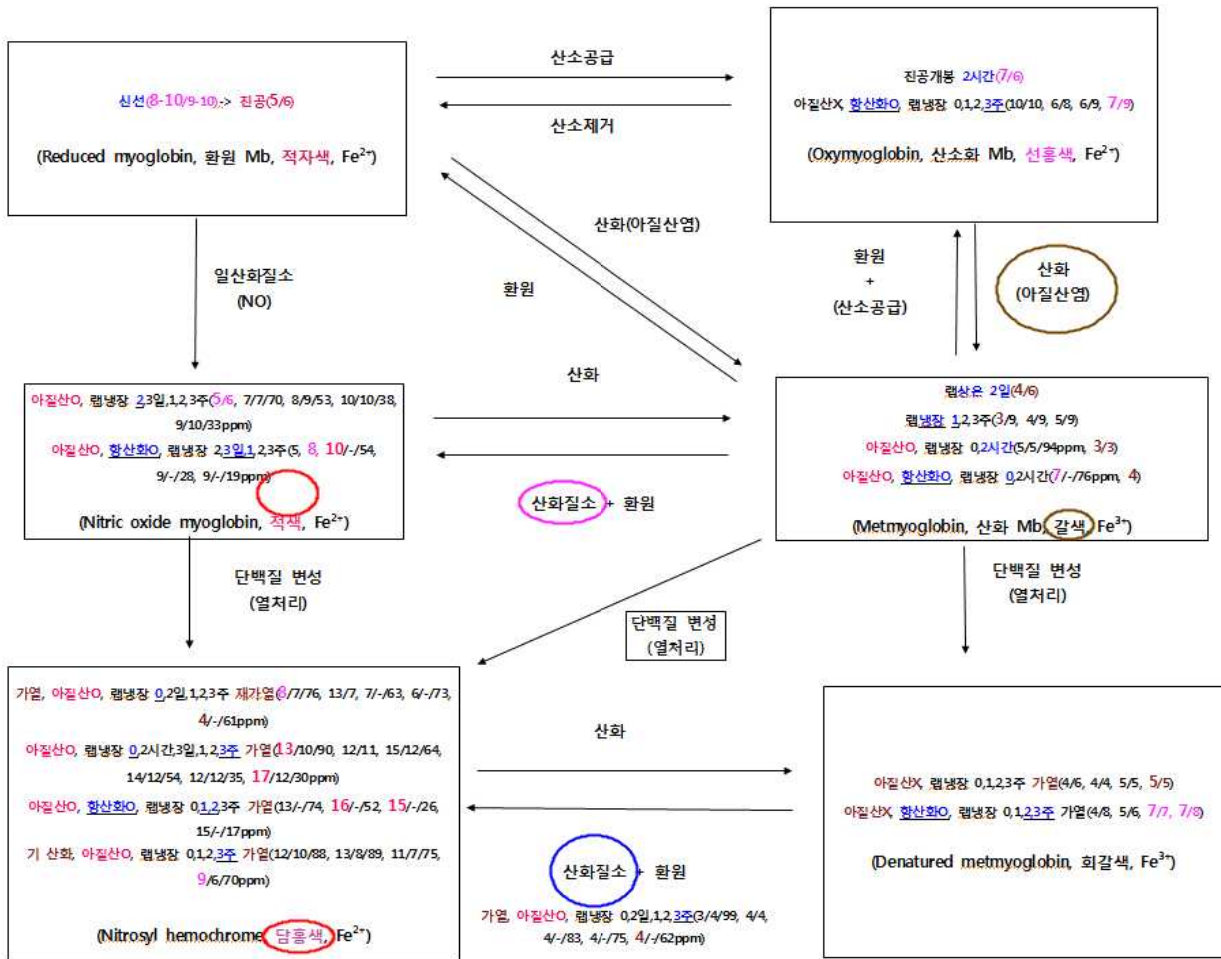 신선(8-10/9-10)-> 진공(5/6)
(Reduced myoglobin, 환원 Mb, 적자색, Fe²⁺)
산소공급
산소제거
진공개봉 2시간(7/6)
아질산X, 항산화O, 랩냉장 0,1,2,3주(10/10, 6/8, 6/9, 7/9)
(Oxymyoglobin, 산소화 Mb, 선홍색, Fe²⁺)
일산화질소
(NO)
산화(아질산염)
환원
환원
+
(산소공급)
산화
(아질산염)
아질산O, 랩냉장 2,3일,1,2,3주(5/6, 7/7/70, 8/9/53, 10/10/38,
9/10/33ppm)
아질산O, 항산화O, 랩냉장 2,3일,1,2,3주(5, 8, 10/-/54,
9/-/28, 9/-/19ppm)
(Nitric oxide myoglobin, 적색, Fe²⁺)
산화
산화질소 + 환원
랩상온 2일(4/6)
랩냉장 1,2,3주(3/9, 4/9, 5/9)
아질산O, 랩냉장 0,2시간(5/5/94ppm, 3/3)
아질산O, 항산화O, 랩냉장 0,2시간(7/-/76ppm, 4)
(Metmyoglobin, 산화 Mb, 갈색, Fe³⁺)
단백질 변성
(열처리)
단백질 변성
(열처리)
단백질 변성
(열처리)
가열, 아질산O, 랩냉장 0,2일,1,2,3주 재가열(8/7/76, 13/7, 7/-/63, 6/-/73,
4/-/61ppm)
아질산O, 랩냉장 0,2시간,3일,1,2,3주 가열(13/10/90, 12/11, 15/12/64,
14/12/54, 12/12/35, 17/12/30ppm)
아질산O, 항산화O, 랩냉장 0,1,2,3주 가열(13/-/74, 16/-/52, 15/-/26,
15/-/17ppm)
기 산화, 아질산O, 랩냉장 0,1,2,3주 가열(12/10/88, 13/8/89, 11/7/75,
9/6/70ppm)
(Nitrosyl hemochrome, 담홍색, Fe²⁺)
산화
산화질소 + 환원
가열, 아질산O, 랩냉장 0,2일,1,2,3주(3/4/99, 4/4,
4/-/83, 4/-/75, 4/-/62ppm)
아질산X, 랩냉장 0,1,2,3주 가열(4/6, 4/4, 5/5, 5/5)
아질산X, 항산화O, 랩냉장 0,1,2,3주 가열(4/8, 5/6, 7/7, 7/8)
(Denatured metmyoglobin, 회갈색, Fe³⁺)